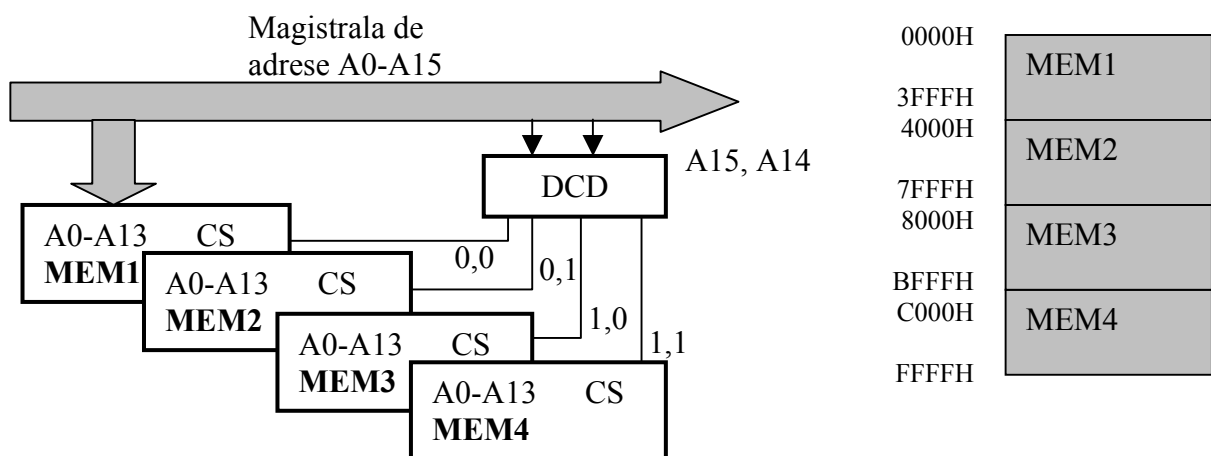 Magistrala de
adrese A0-A15
A15, A14
DCD
A0-A13 CS
MEM1
A0-A13 CS
MEM2
A0-A13 CS
MEM3
A0-A13 CS
MEM4
0,0
0,1
1,0
1,1
0000H
MEM1
3FFFH
4000H
MEM2
7FFFH
8000H
MEM3
BFFFH
C000H
MEM4
FFFFH